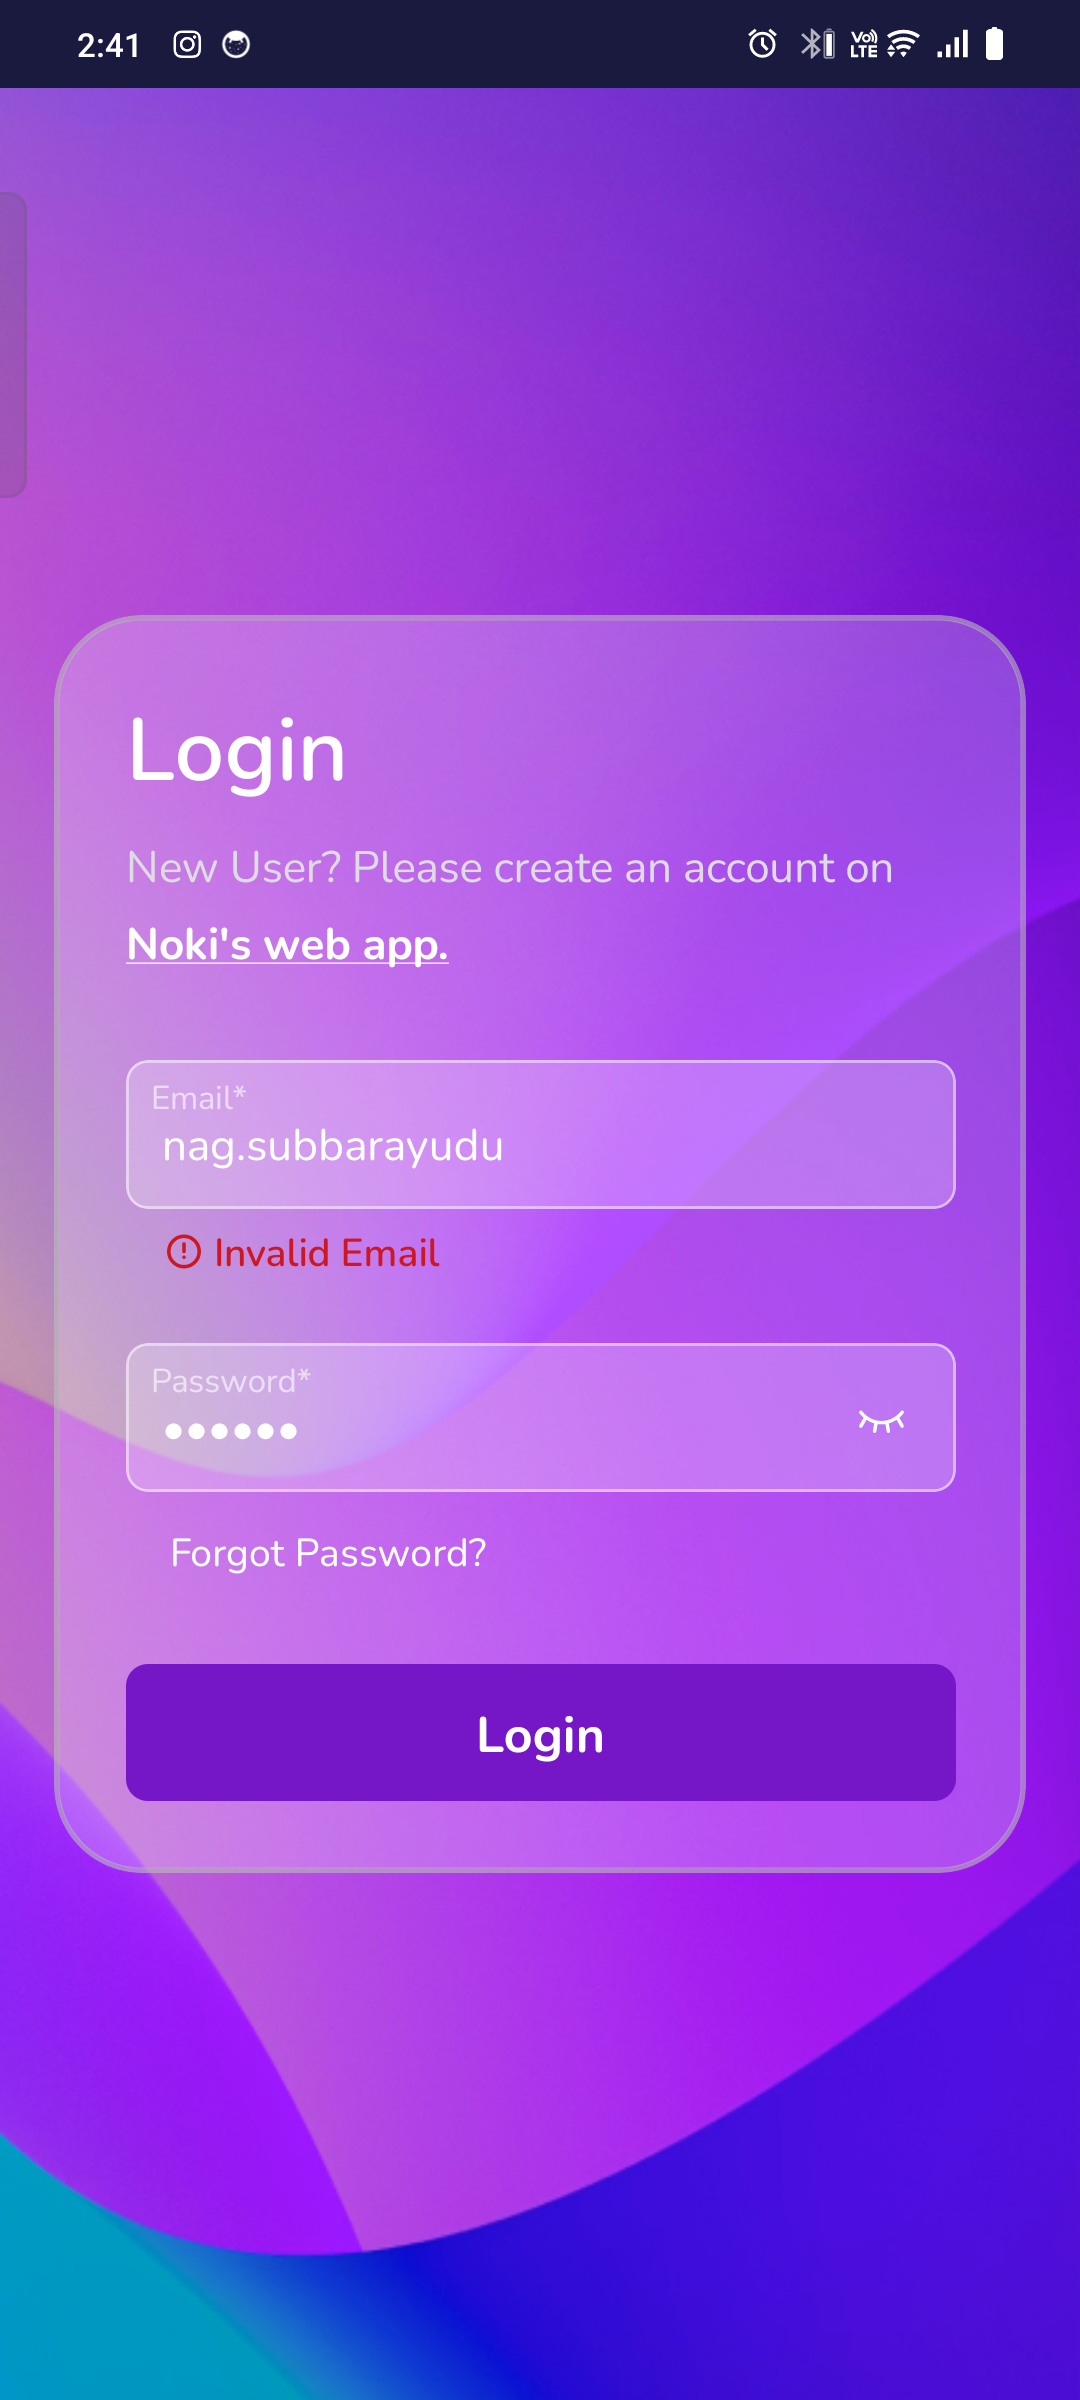 2:41
Vo) LTE
Login
New User? Please create an account on
Noki's web app.
Email*
nag.subbarayudu
Invalid Email
Password*
••••••
Forgot Password?
Login